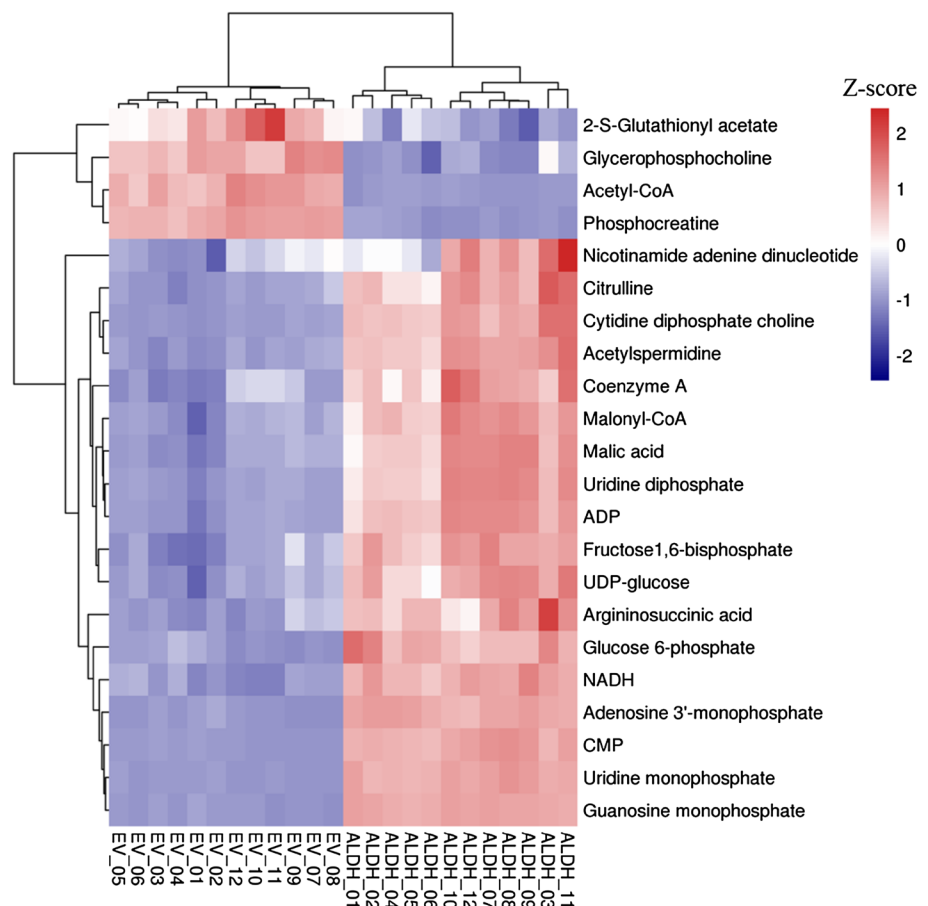 Z-score
2
1
0
-1
-2
2-S-Glutathionyl acetate
Glycerophosphocholine
Acetyl-CoA
Phosphocreatine
Nicotinamide adenine dinucleotide
Citrulline
Cytidine diphosphate choline
Acetylspermidine
Coenzyme A
Malonyl-CoA
Malic acid
Uridine diphosphate
ADP
Fructose1,6-bisphosphate
UDP-glucose
Argininosuccinic acid
Glucose 6-phosphate
NADH
Adenosine 3'-monophosphate
CMP
Uridine monophosphate
Guanosine monophosphate
EV_05
EV_06
EV_03
EV_04
EV_01
EV_02
EV_12
EV_10
EV_11
EV_09
EV_07
EV_08
ALDH_01
ALDH_02
ALDH_04
ALDH_05
ALDH_06
ALDH_10
ALDH_12
ALDH_07
ALDH_08
ALDH_09
ALDH_03
ALDH_11